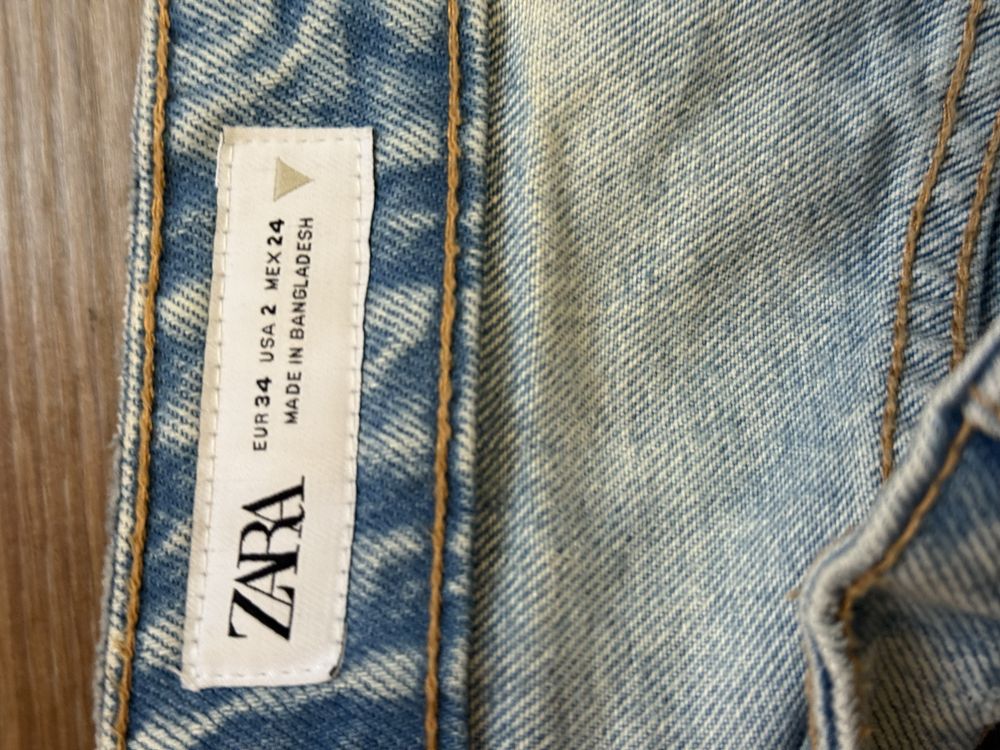 ZARA
EUR 34 USA 2 MEX 24
MADE IN BANGLADESH